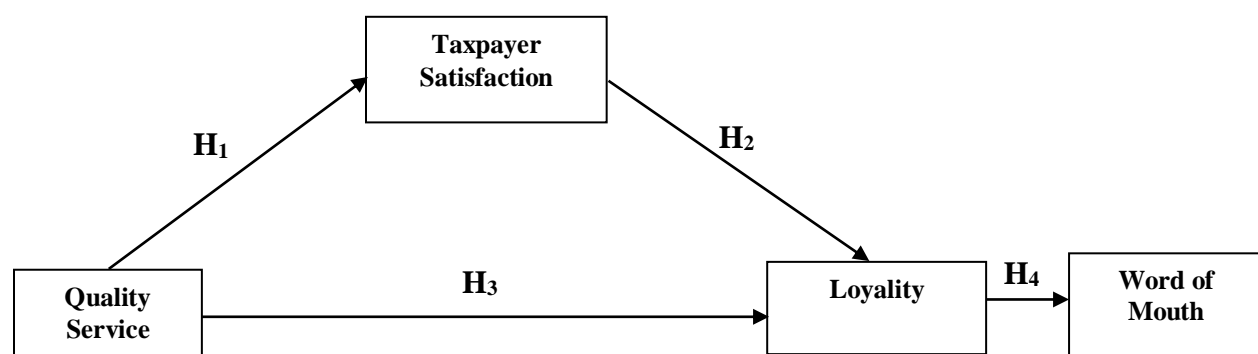 Taxpayer
Satisfaction
H₁
H₂
H₃
Quality
Service
Loyality
H₄
Word of
Mouth